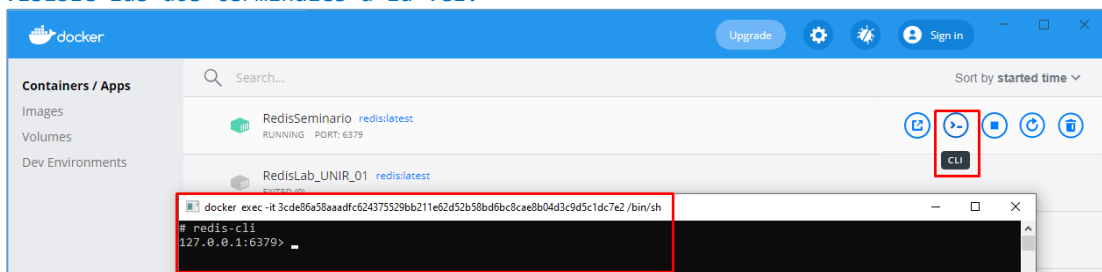 docker
Upgrade
Sign in
Containers / Apps
Search...
Sort by started time
Images
RedisSeminario redis:latest
RUNNING PORT: 6379
Volumes
Dev Environments
CLI
RedisLab_UNIR_01 redis:latest
docker exec -it 3cde86a58aaadfc624375529bb211e62d52b58bd6bc8cae8b04d3c9d5c1dc7e2 /bin/sh
# redis-cli
127.0.0.1:6379>